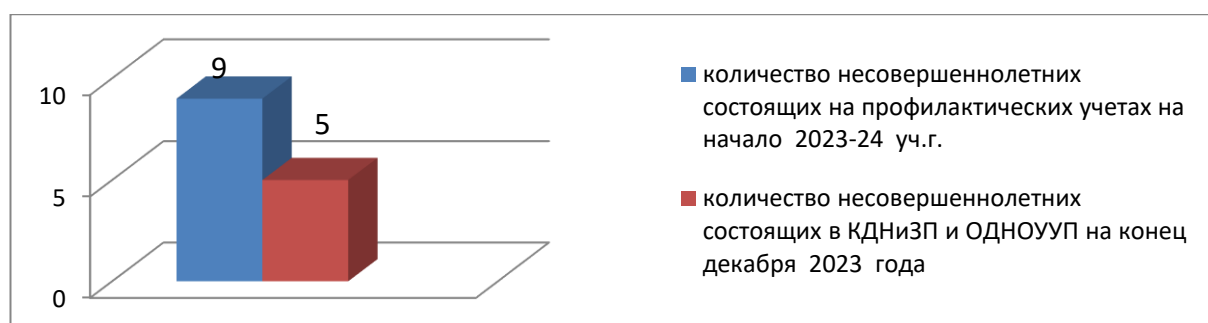 9
10
5
5
0
количество несовершеннолетних
состоящих на профилактических учетах на
начало 2023-24 уч.г.
количество несовершеннолетних
состоящих в КДНиЗП и ОДНОУУП на конец
декабря 2023 года